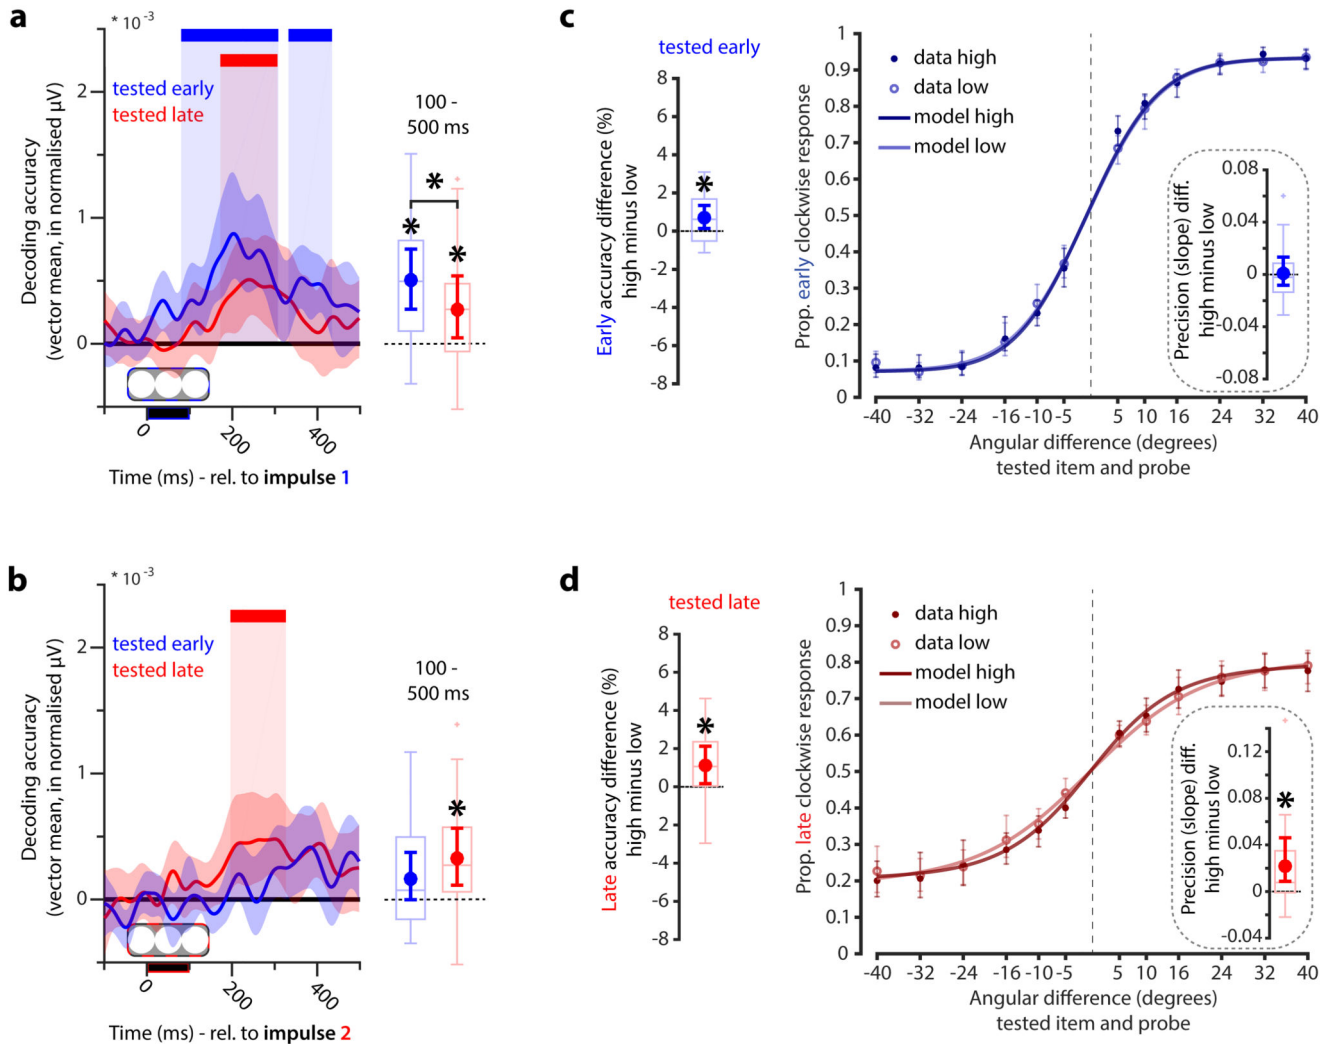 a
* 10⁻³
2
1
0
Decoding accuracy
(vector mean, in normalised µV)
tested early
tested late
0
200
400
Time (ms) - rel. to impulse 1
100 -
500 ms
*
*
*
c
tested early
8
6
4
2
0
-2
-4
-6
-8
Early accuracy difference (%)
high minus low
*
1
0.9
0.8
0.7
0.6
0.5
0.4
0.3
0.2
0.1
0
Prop. early clockwise response
data high
data low
model high
model low
-40
-32
-24
-16
-10
-5
5
10
16
24
32
40
Angular difference (degrees)
tested item and probe
Precision (slope) diff.
high minus low
0.08
0.04
0
-0.04
-0.08
b
* 10⁻³
2
1
0
Decoding accuracy
(vector mean, in normalised µV)
tested early
tested late
0
200
400
Time (ms) - rel. to impulse 2
100 -
500 ms
*
d
tested late
8
6
4
2
0
-2
-4
-6
-8
Late accuracy difference (%)
high minus low
*
1
0.9
0.8
0.7
0.6
0.5
0.4
0.3
0.2
0.1
0
Prop. late clockwise response
data high
data low
model high
model low
-40
-32
-24
-16
-10
-5
5
10
16
24
32
40
Angular difference (degrees)
tested item and probe
Precision (slope) diff.
high minus low
0.12
0.08
0.04
0
-0.04
*